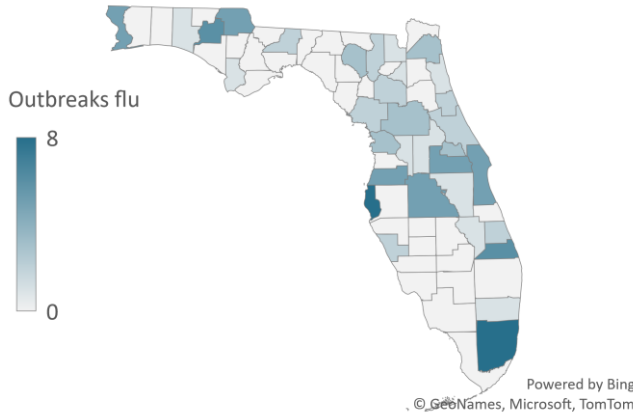 Outbreaks flu
8
0
Powered by Bing
© GeoNames, Microsoft, TomTom